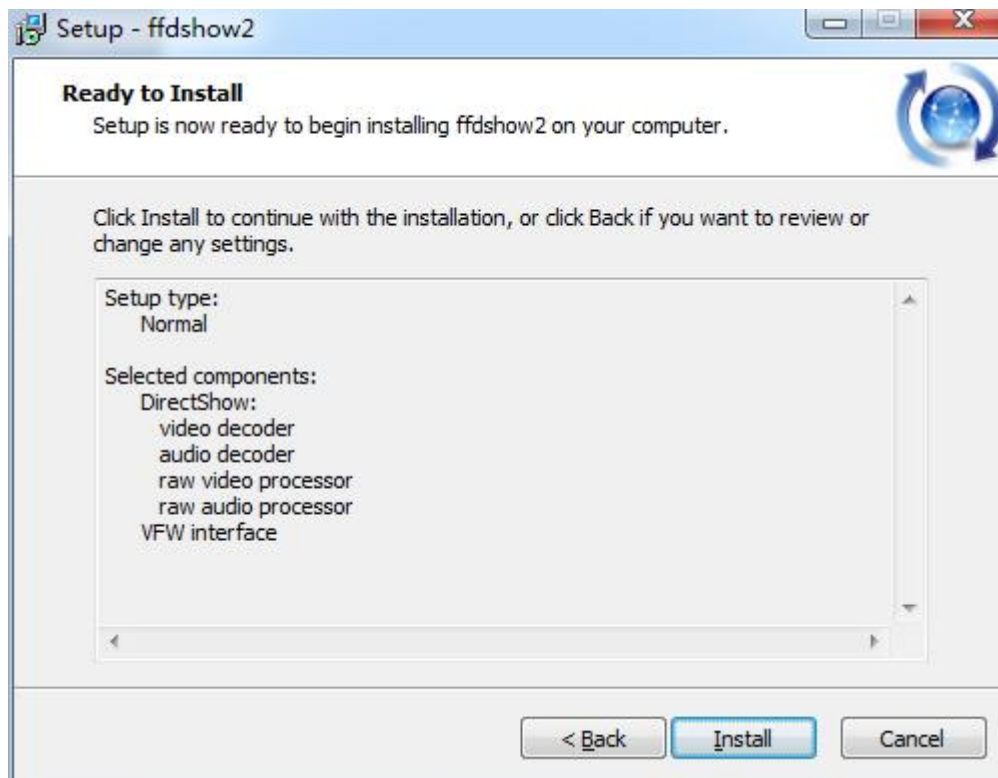 Setup - ffdshow2
Ready to Install
Setup is now ready to begin installing ffdshow2 on your computer.
Click Install to continue with the installation, or click Back if you want to review or
change any settings.
Setup type:
Normal
Selected components:
DirectShow:
video decoder
audio decoder
raw video processor
raw audio processor
VFW interface
< Back
Install
Cancel